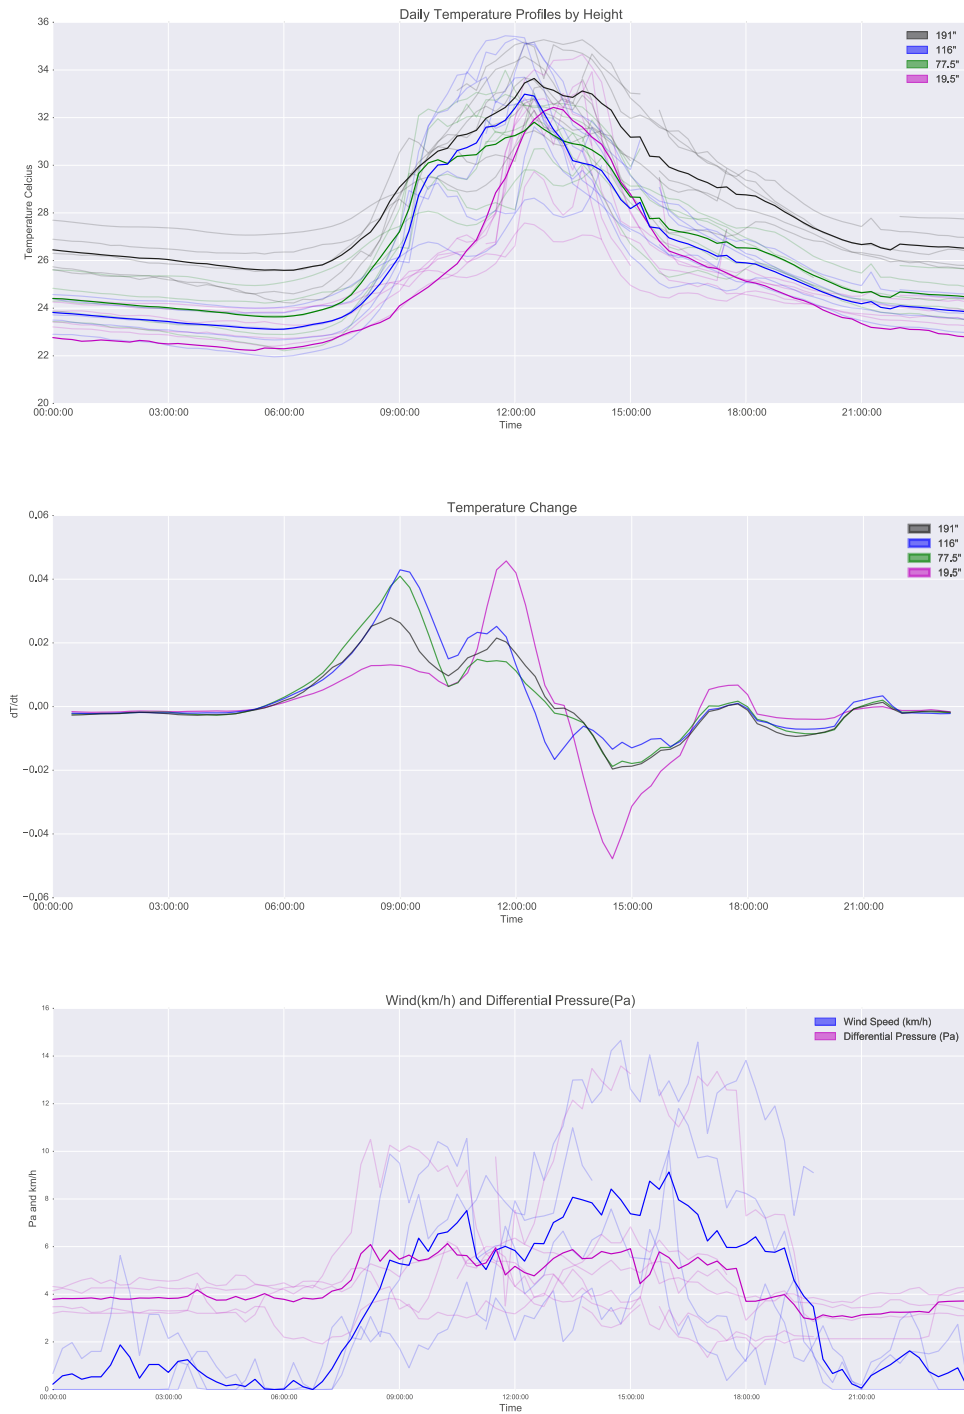 Daily Temperature Profiles by Height
36
34
32
30
28
26
24
22
20
Temperature Celcius
191"
116"
77.5"
19.5"
00:00:00 03:00:00 06:00:00 09:00:00 12:00:00 15:00:00 18:00:00 21:00:00
Time
Temperature Change
0.06
0.04
0.02
0.00
−0.02
−0.04
−0.06
dT/dt
191"
116"
77.5"
19.5"
00:00:00 03:00:00 06:00:00 09:00:00 12:00:00 15:00:00 18:00:00 21:00:00
Time
Wind(km/h) and Differential Pressure(Pa)
16
14
12
10
8
6
4
2
0
Pa and km/h
Wind Speed (km/h)
Differential Pressure (Pa)
00:00:00 03:00:00 06:00:00 09:00:00 12:00:00 15:00:00 18:00:00 21:00:00
Time